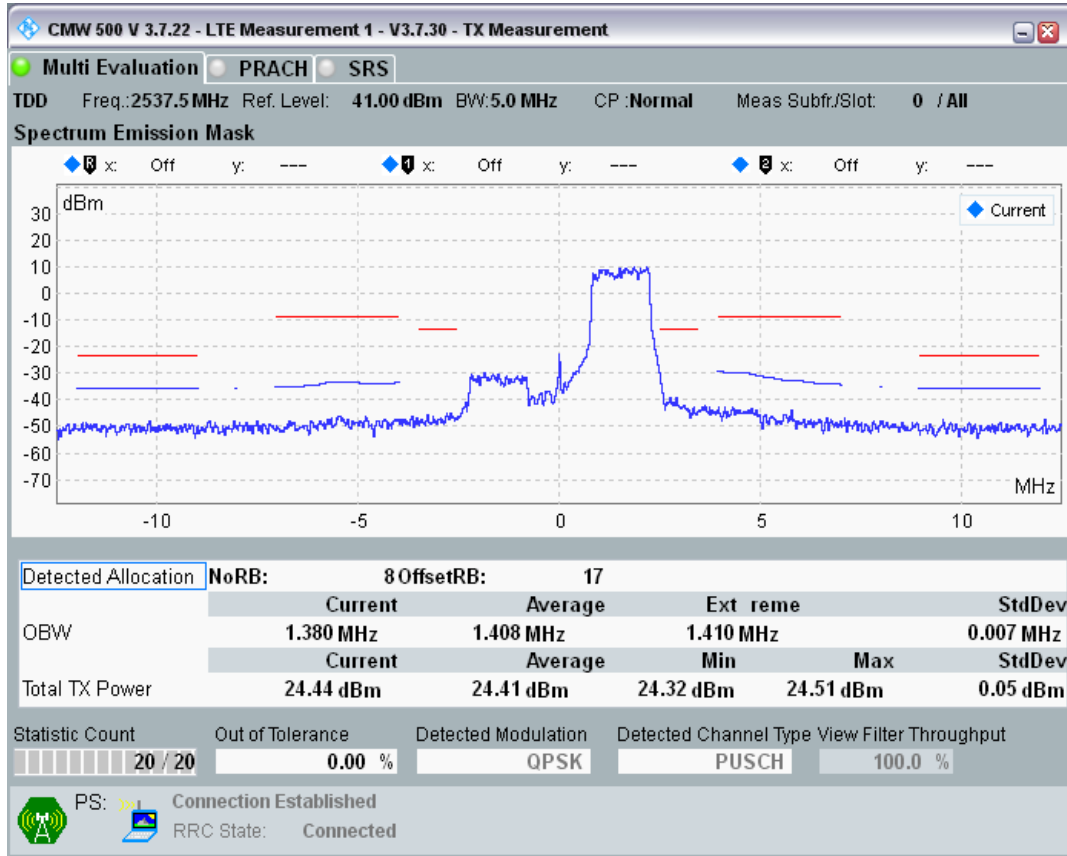 CMW 500 V 3.7.22 - LTE Measurement 1 - V3.7.30 - TX Measurement
Multi Evaluation PRACH SRS
TDD Freq.:2537.5 MHz Ref. Level: 41.00 dBm BW:5.0 MHz CP :Normal Meas Subfr./Slot: 0 / All
Spectrum Emission Mask
R x: Off y: --- 1 x: Off y: --- 2 x: Off y: ---
dBm
Current
30
20
10
0
-10
-20
-30
-40
-50
-60
-70
MHz
-10 -5 0 5 10
Detected Allocation NoRB: 8 OffsetRB: 17
Current Average Ext reme StdDev
OBW 1.380 MHz 1.408 MHz 1.410 MHz 0.007 MHz
Current Average Min Max StdDev
Total TX Power 24.44 dBm 24.41 dBm 24.32 dBm 24.51 dBm 0.05 dBm
Statistic Count Out of Tolerance Detected Modulation Detected Channel Type View Filter Throughput
20 / 20 0.00 % QPSK PUSCH 100.0 %
PS: Connection Established
RRC State: Connected